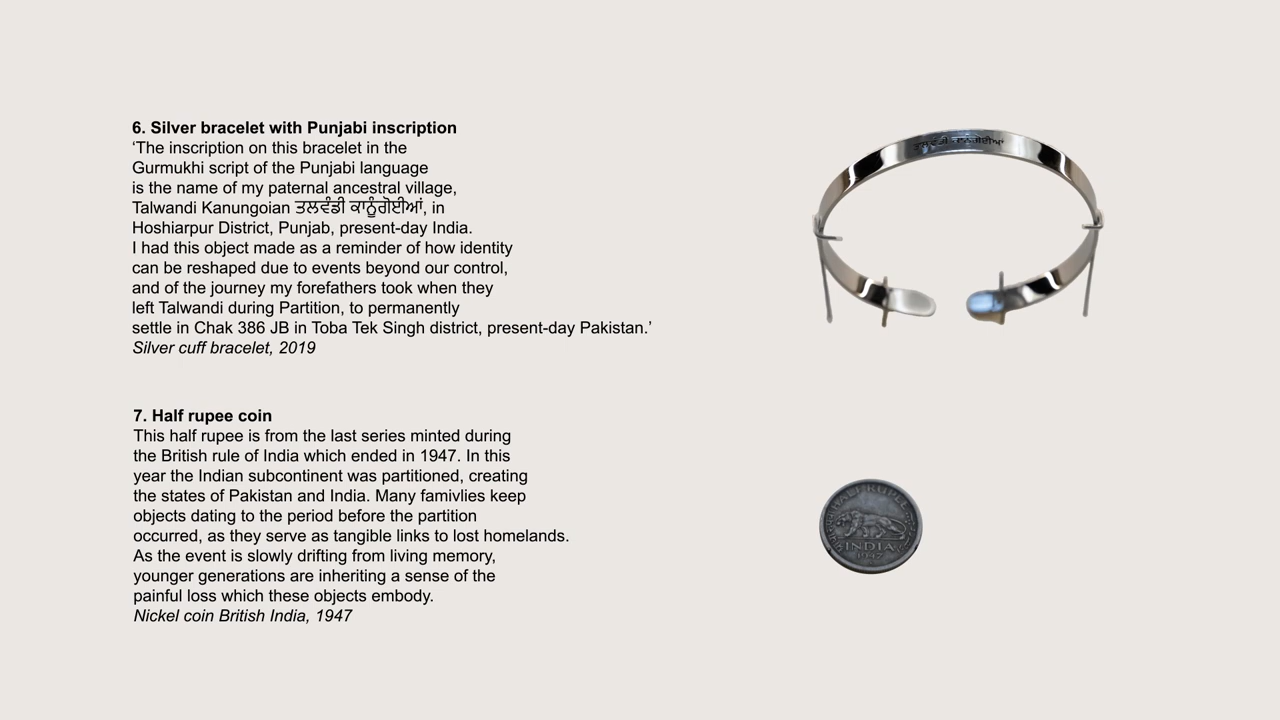 6. Silver bracelet with Punjabi inscription
‘The inscription on this bracelet in the
Gurmukhi script of the Punjabi language
is the name of my paternal ancestral village,
Talwandi Kanungoian ਤਲਵੰਡੀ ਕਾਨੂੰਗੋਈਆਂ, in
Hoshiarpur District, Punjab, present-day India.
I had this object made as a reminder of how identity
can be reshaped due to events beyond our control,
and of the journey my forefathers took when they
left Talwandi during Partition, to permanently
settle in Chak 386 JB in Toba Tek Singh district, present-day Pakistan.’
Silver cuff bracelet, 2019
7. Half rupee coin
This half rupee is from the last series minted during
the British rule of India which ended in 1947. In this
year the Indian subcontinent was partitioned, creating
the states of Pakistan and India. Many famivlies keep
objects dating to the period before the partition
occurred, as they serve as tangible links to lost homelands.
As the event is slowly drifting from living memory,
younger generations are inheriting a sense of the
painful loss which these objects embody.
Nickel coin British India, 1947
HALF RUPEE
INDIA
1947